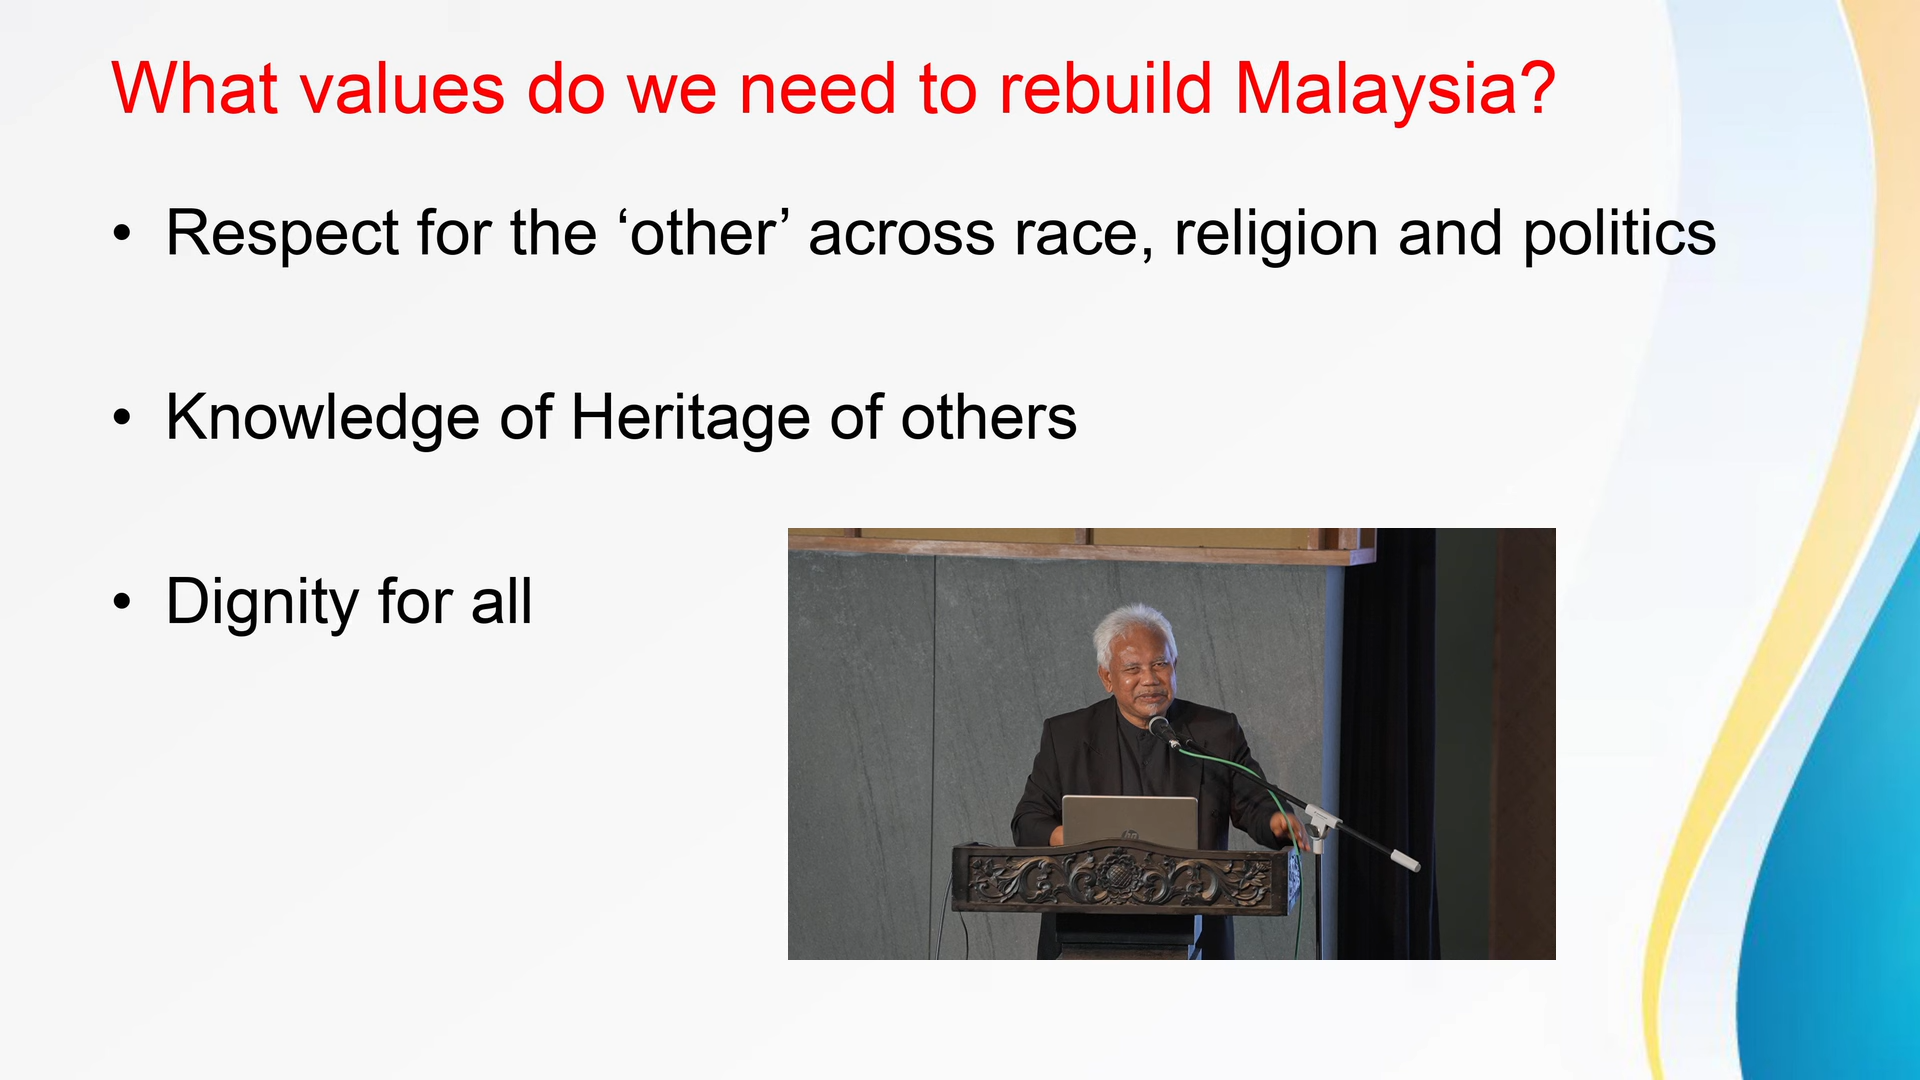 What values do we need to rebuild Malaysia?
• Respect for the ‘other’ across race, religion and politics
• Knowledge of Heritage of others
• Dignity for all
hp